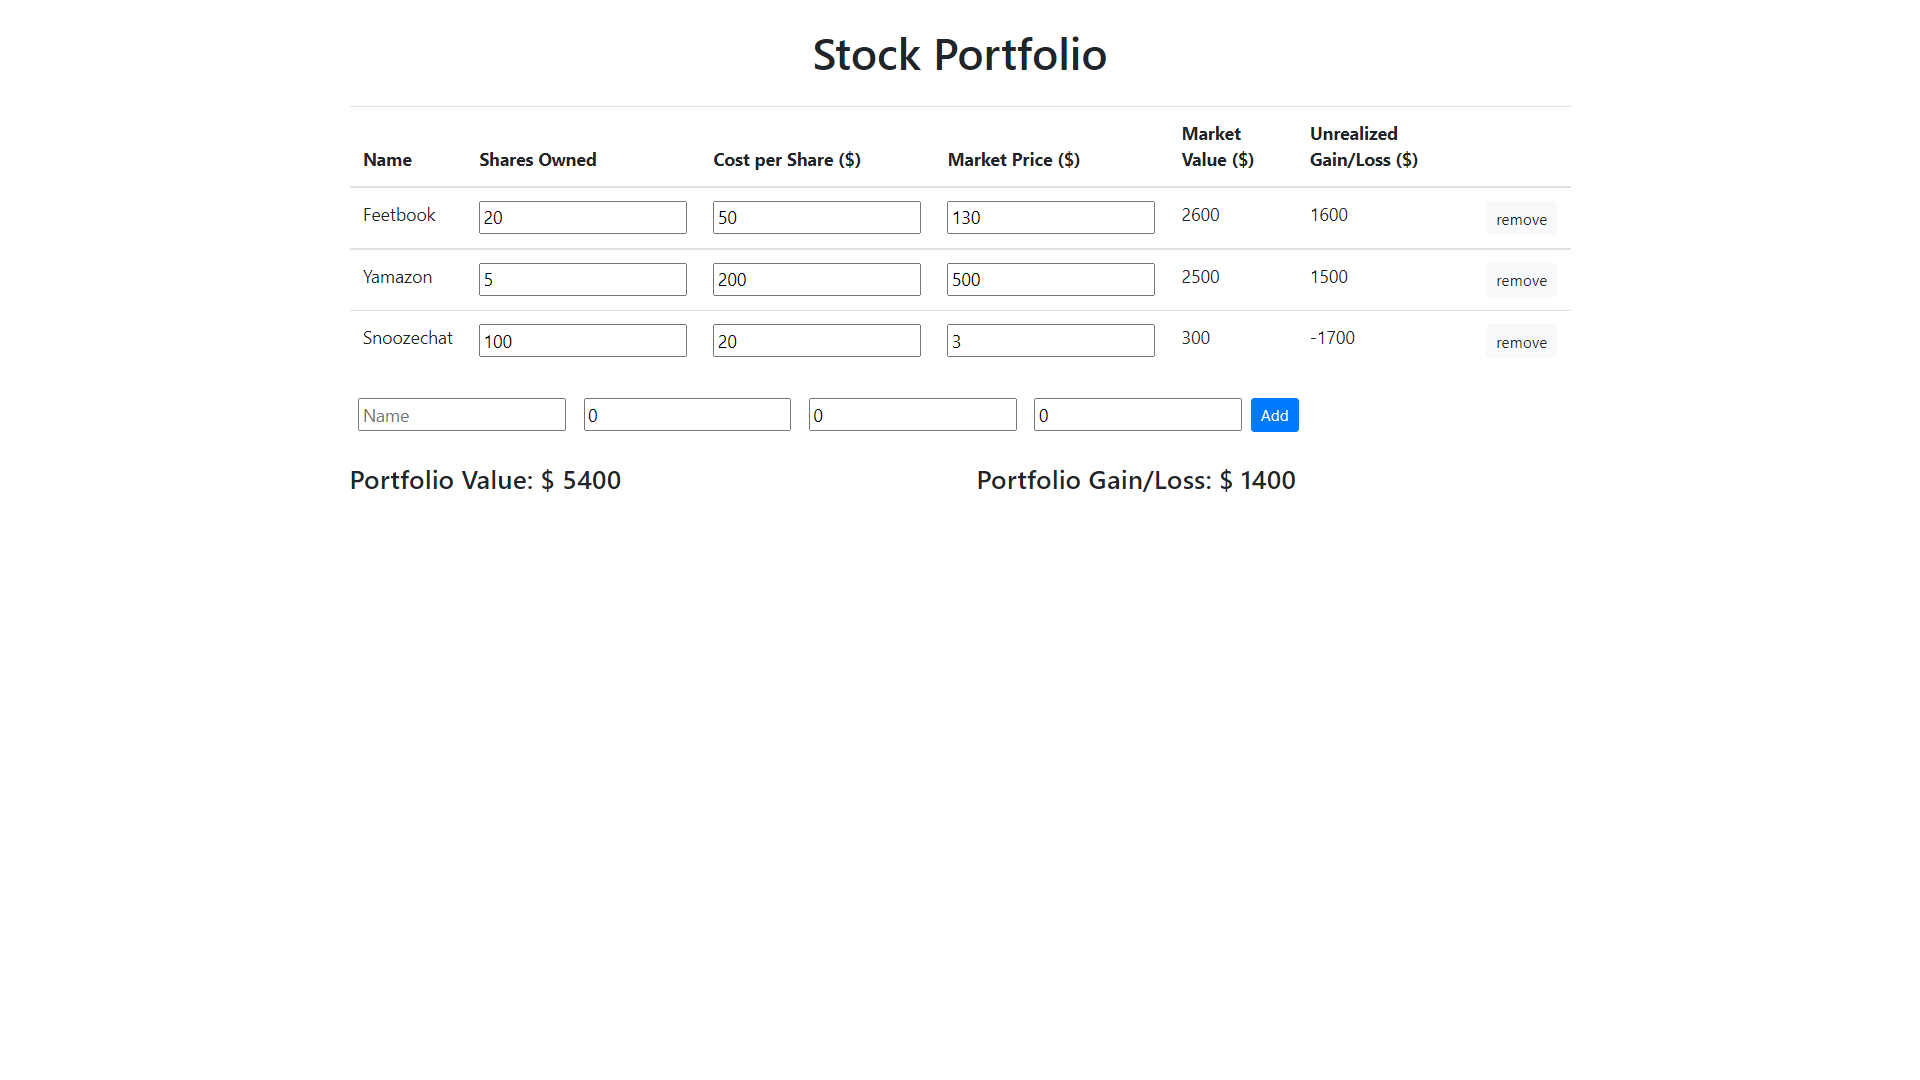 Stock Portfolio
Name Shares Owned Cost per Share ($) Market Price ($) Market Value ($) Unrealized Gain/Loss ($)
Feetbook 20 50 130 2600 1600 remove
Yamazon 5 200 500 2500 1500 remove
Snoozechat 100 20 3 300 -1700 remove
Name 0 0 0 Add
Portfolio Value: $ 5400 Portfolio Gain/Loss: $ 1400